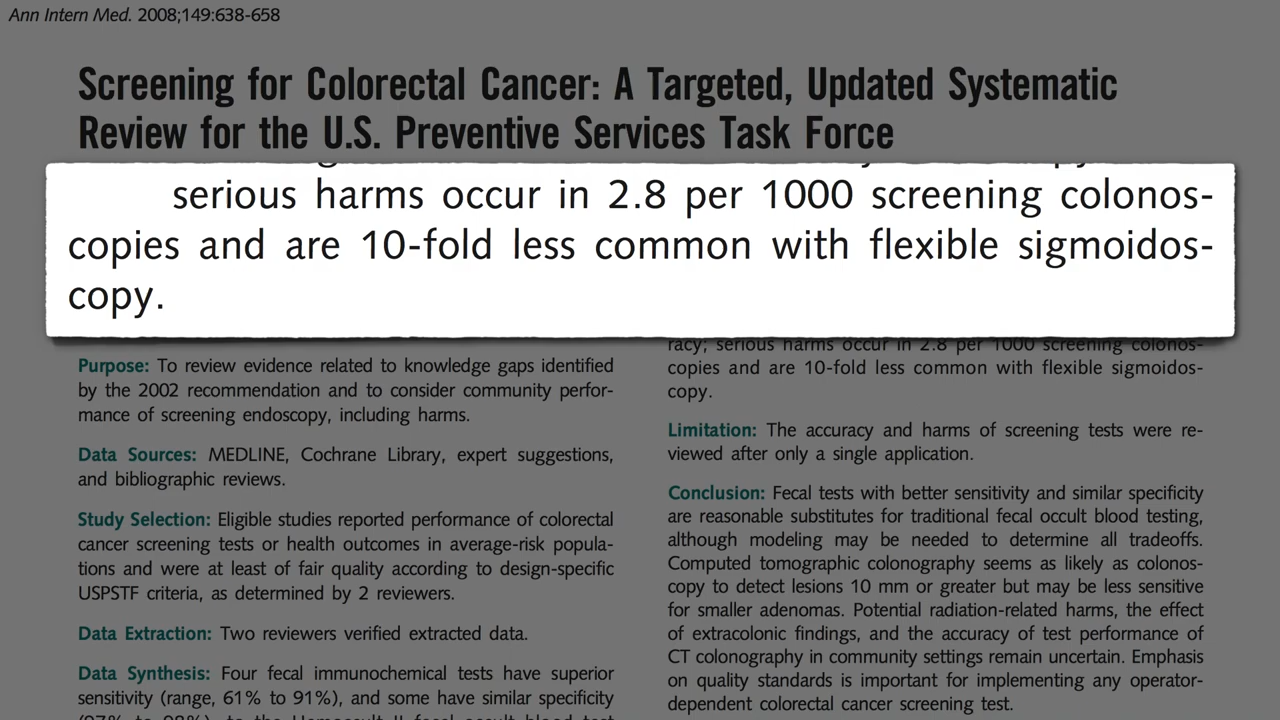 Ann Intern Med. 2008;149:638-658
Screening for Colorectal Cancer: A Targeted, Updated Systematic
Review for the U.S. Preventive Services Task Force
serious harms occur in 2.8 per 1000 screening colonos-
copies and are 10-fold less common with flexible sigmoidos-
copy.
Purpose: To review evidence related to knowledge gaps identified
by the 2002 recommendation and to consider community perfor-
mance of screening endoscopy, including harms.
Data Sources: MEDLINE, Cochrane Library, expert suggestions,
and bibliographic reviews.
Study Selection: Eligible studies reported performance of colorectal
cancer screening tests or health outcomes in average-risk popula-
tions and were at least of fair quality according to design-specific
USPSTF criteria, as determined by 2 reviewers.
Data Extraction: Two reviewers verified extracted data.
Data Synthesis: Four fecal immunochemical tests have superior
sensitivity (range, 61% to 91%), and some have similar specificity
(97% to 98%), to the Hemoccult II fecal occult blood test
racy; serious harms occur in 2.8 per 1000 screening colonos-
copies and are 10-fold less common with flexible sigmoidos-
copy.
Limitation: The accuracy and harms of screening tests were re-
viewed after only a single application.
Conclusion: Fecal tests with better sensitivity and similar specificity
are reasonable substitutes for traditional fecal occult blood testing,
although modeling may be needed to determine all tradeoffs.
Computed tomographic colonography seems as likely as colonos-
copy to detect lesions 10 mm or greater but may be less sensitive
for smaller adenomas. Potential radiation-related harms, the effect
of extracolonic findings, and the accuracy of test performance of
CT colonography in community settings remain uncertain. Emphasis
on quality standards is important for implementing any operator-
dependent colorectal cancer screening test.